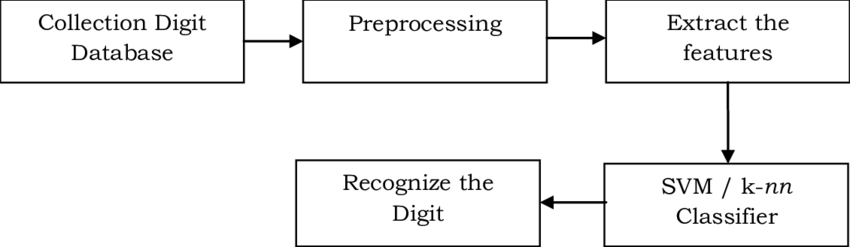 Collection Digit
Database
Preprocessing
Extract the
features
SVM / k-nn
Classifier
Recognize the
Digit